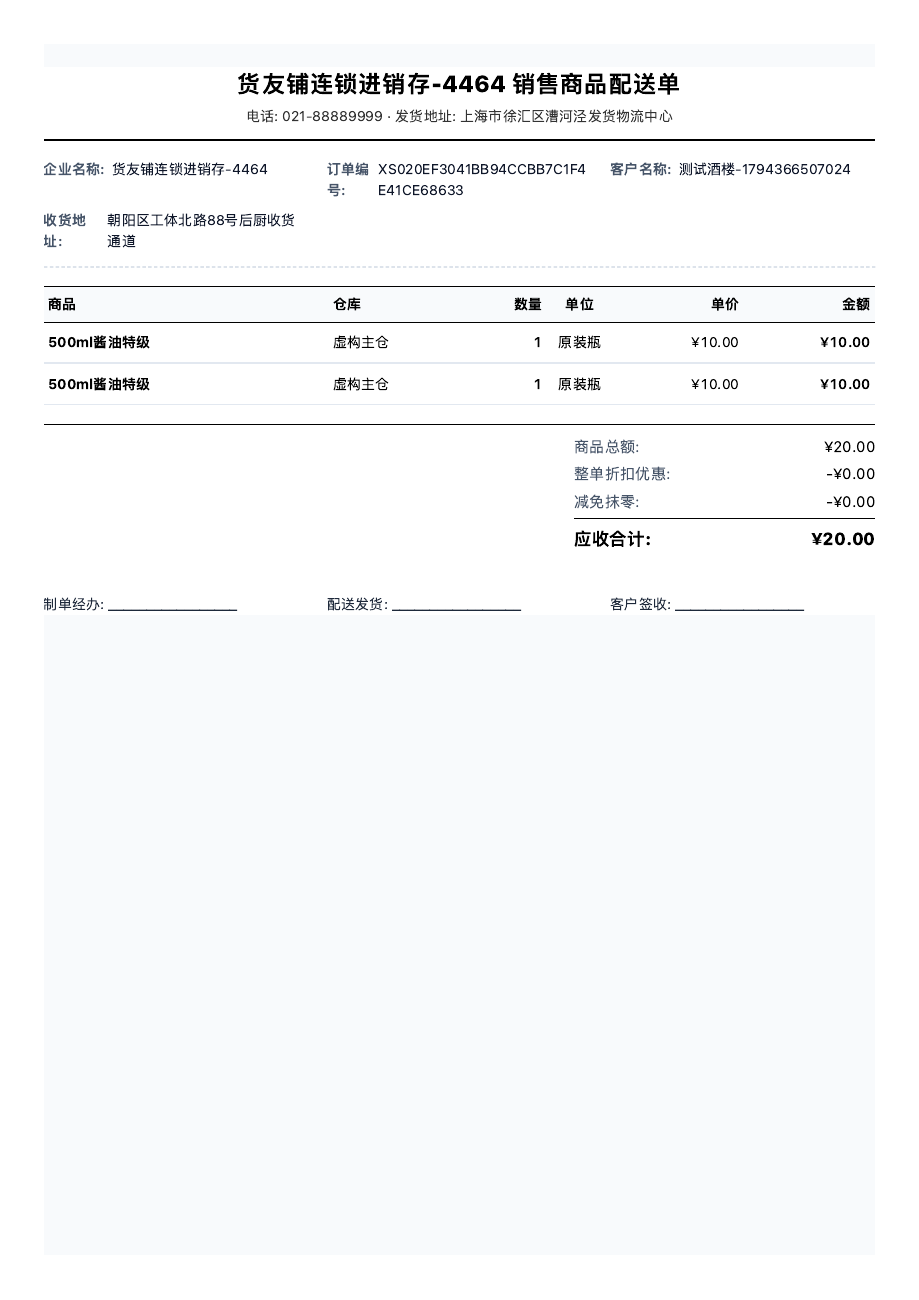 货友铺连锁进销存-4464 销售商品配送单
电话: 021-88889999 · 发货地址: 上海市徐汇区漕河泾发货物流中心
企业名称: 货友铺连锁进销存-4464 订单编号: XS020EF3041BB94CCBB7C1F4E41CE68633 客户名称: 测试酒楼-1794366507024
收货地址: 朝阳区工体北路88号后厨收货通道
商品 仓库 数量 单位 单价 金额
500ml酱油特级 虚构主仓 1 原装瓶 ¥10.00 ¥10.00
500ml酱油特级 虚构主仓 1 原装瓶 ¥10.00 ¥10.00
商品总额: ¥20.00
整单折扣优惠: -¥0.00
减免抹零: -¥0.00
应收合计: ¥20.00
制单经办: _________________ 配送发货: _________________ 客户签收: _________________